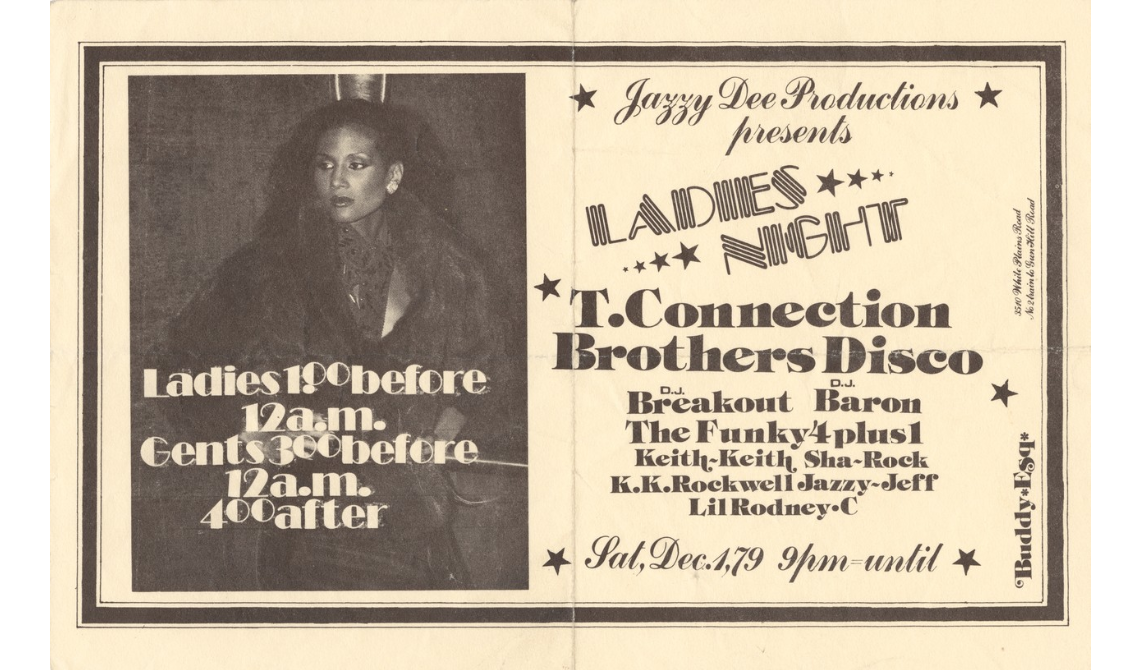 Ladies 1.00 before
12a.m.
Gents 3.00 before
12a.m.
4.00 after
Jazzy Dee Productions
presents
LADIES
NIGHT
T.Connection
Brothers Disco
D.J. Breakout D.J. Baron
The Funky 4 plus 1
Keith~Keith Sha~Rock
K.K.Rockwell Jazzy~Jeff
Lil Rodney•C
Sat, Dec.1,79 9pm=until
3510 White Plains Road
No 2 train to Gun Hill Road
Buddy*Esq*